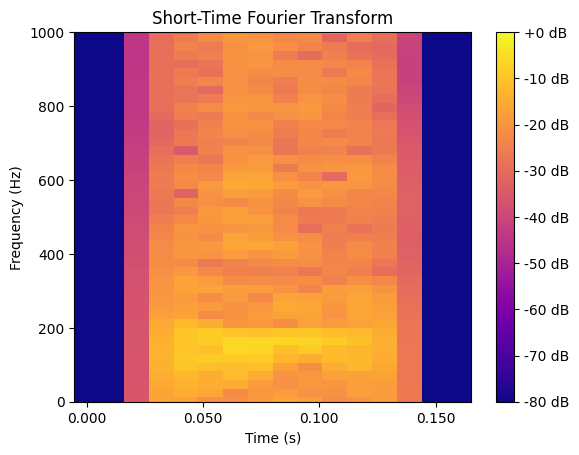 Short-Time Fourier Transform
1000
800
600
400
200
0
Frequency (Hz)
0.000
0.050
0.100
0.150
Time (s)
+0 dB
-10 dB
-20 dB
-30 dB
-40 dB
-50 dB
-60 dB
-70 dB
-80 dB